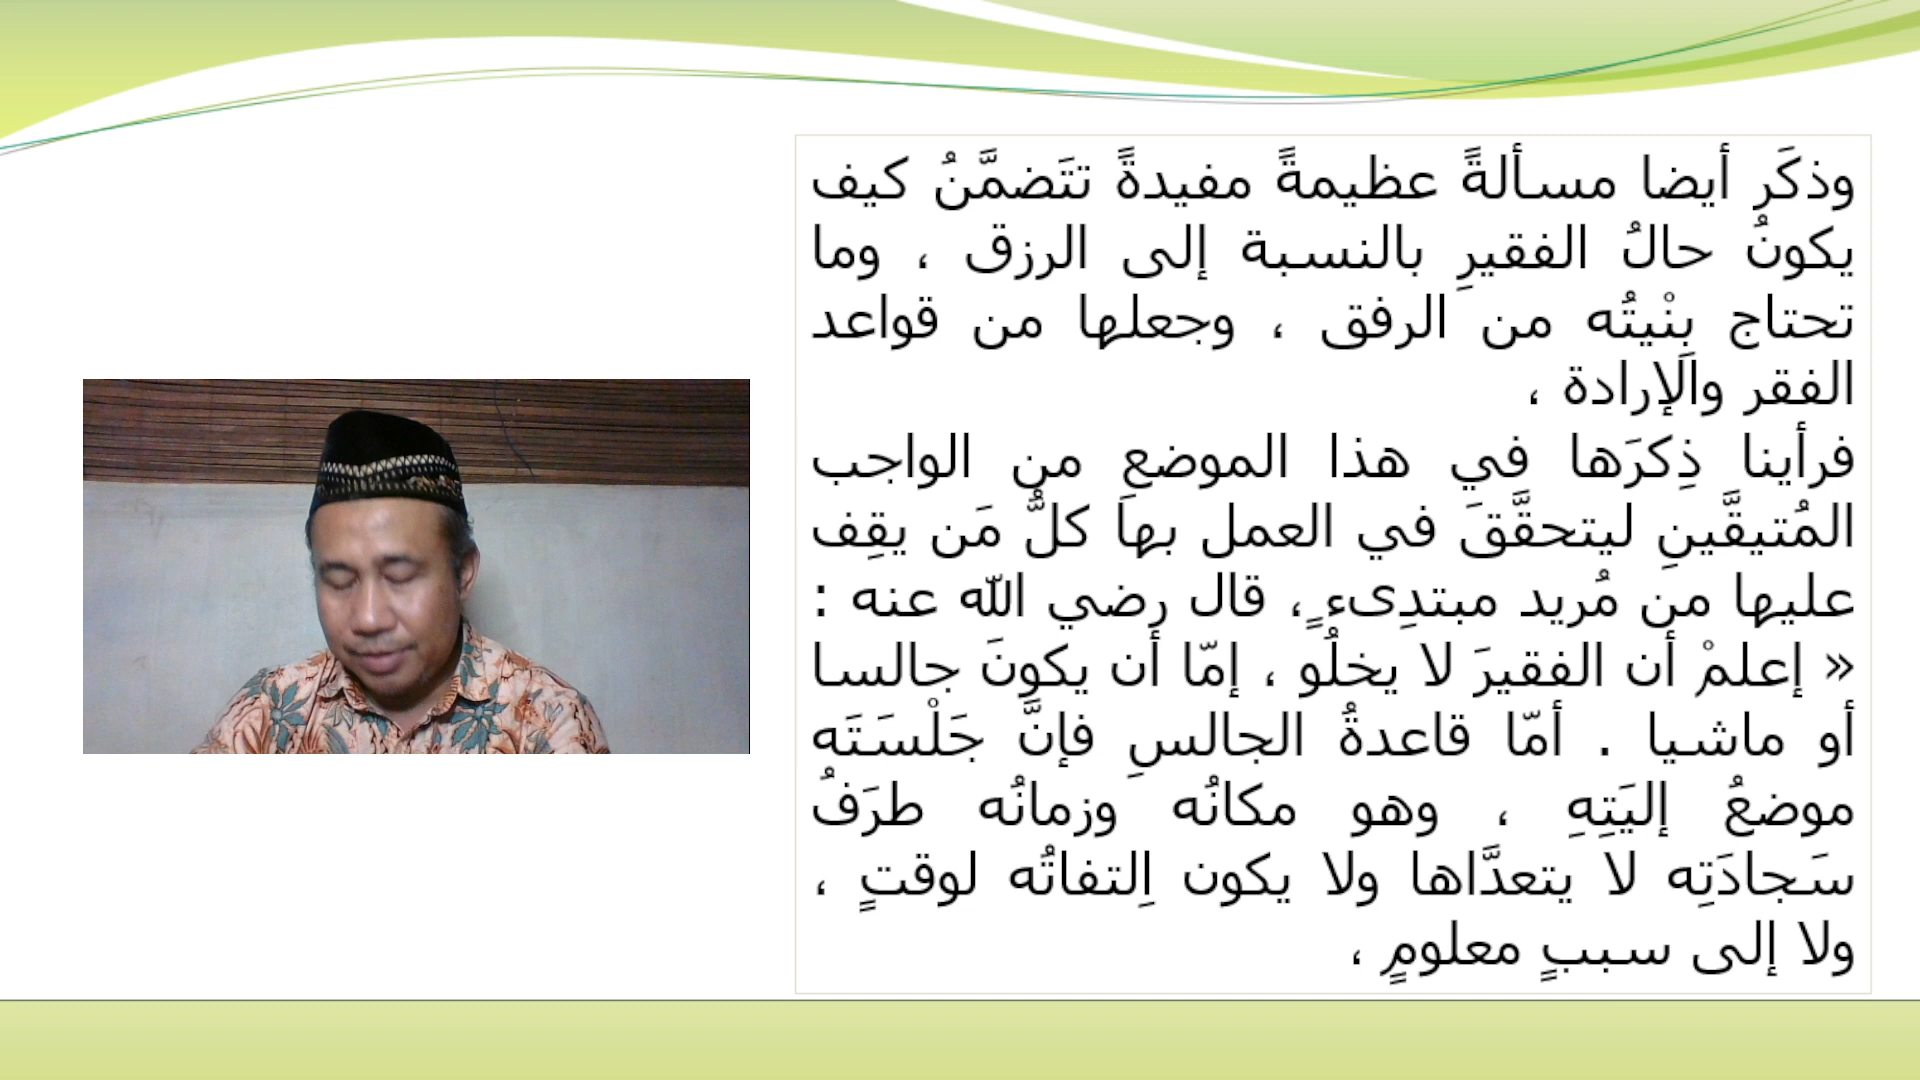 وذكَر أيضا مسألةً عظيمةً مفيدةً تتَضمَّنُ كيف
يكونُ حالُ الفقيرِ بالنسبة إلى الرزق ، وما
تحتاج بِنْيتُه من الرفق ، وجعلها من قواعد
الفقر والإرادة ،
فرأينا ذِكرَها في هذا الموضعِ من الواجب
المُتيقَّينِ ليتحقَّقَ في العمل بها كلُّ مَن يقِف
عليها من مُريد مبتدِىءٍ ، قال رضي الله عنه :
« إعلمْ أن الفقيرَ لا يخلُو ، إمّا أن يكونَ جالسا
أو ماشيا . أمّا قاعدةُ الجالسِ فإنَّ جَلْسَتَه
موضعُ إليَتِهِ ، وهو مكانُه وزمانُه طرَفُ
سَجادَتِه لا يتعدَّاها ولا يكون اِلتفاتُه لوقتٍ ،
ولا إلى سببٍ معلومٍ ،